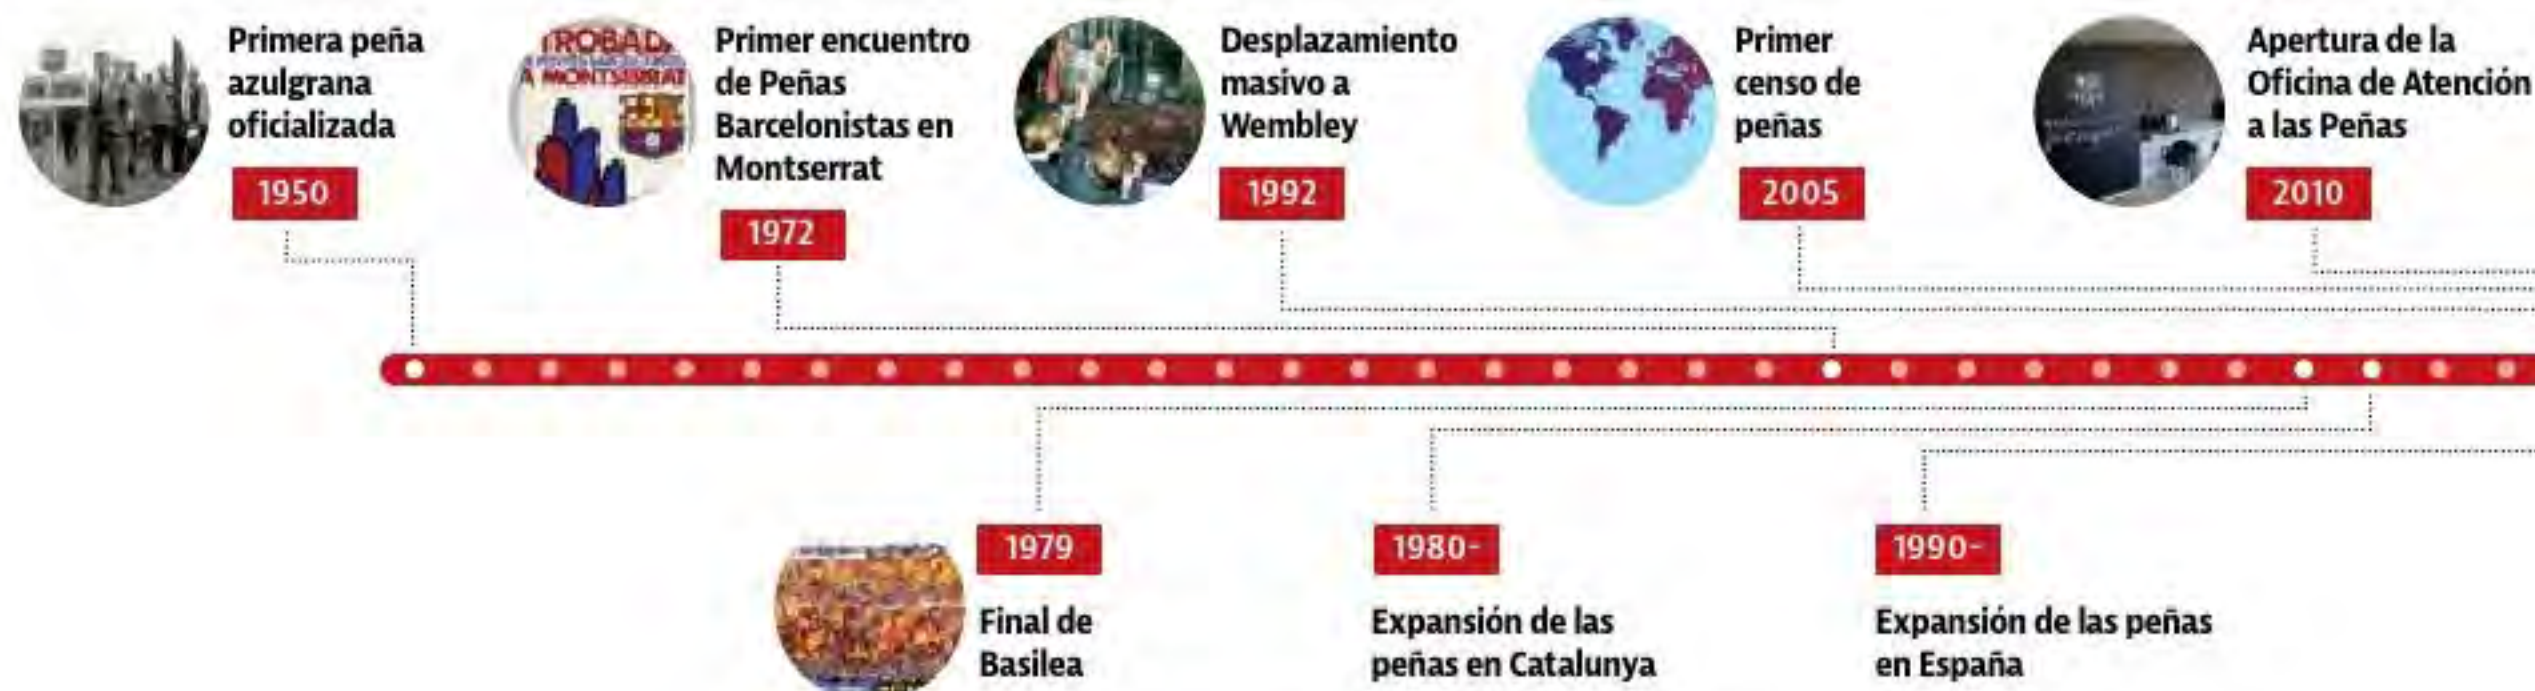 Primera peña
azulgrana
oficializada
1950
TROBADA
A MONTSERRAT
Primer encuentro
de Peñas
Barcelonistas en
Montserrat
1972
Desplazamiento
masivo a
Wembley
1992
Primer
censo de
peñas
2005
Apertura de la
Oficina de Atención
a las Peñas
2010
1979
Final de
Basilea
1980-
Expansión de las
peñas en Catalunya
1990-
Expansión de las peñas
en España